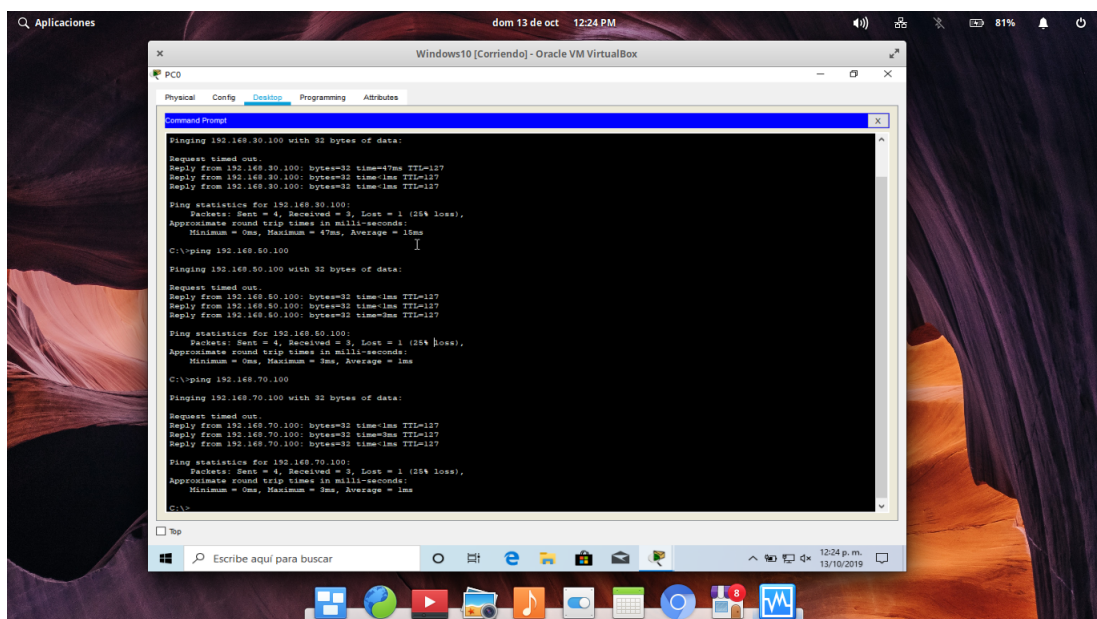 Aplicaciones
dom 13 de oct 12:24 PM
81%
Windows10 [Corriendo] - Oracle VM VirtualBox
PC0
Physical Config Desktop Programming Attributes
Command Prompt
X
Pinging 192.168.30.100 with 32 bytes of data:
Request timed out.
Reply from 192.168.30.100: bytes=32 time=47ms TTL=127
Reply from 192.168.30.100: bytes=32 time<1ms TTL=127
Reply from 192.168.30.100: bytes=32 time<1ms TTL=127
Ping statistics for 192.168.30.100:
Packets: Sent = 4, Received = 3, Lost = 1 (25% loss),
Approximate round trip times in milli-seconds:
Minimum = 0ms, Maximum = 47ms, Average = 15ms
C:\>ping 192.168.50.100
Pinging 192.168.50.100 with 32 bytes of data:
Request timed out.
Reply from 192.168.50.100: bytes=32 time<1ms TTL=127
Reply from 192.168.50.100: bytes=32 time<1ms TTL=127
Reply from 192.168.50.100: bytes=32 time=3ms TTL=127
Ping statistics for 192.168.50.100:
Packets: Sent = 4, Received = 3, Lost = 1 (25% loss),
Approximate round trip times in milli-seconds:
Minimum = 0ms, Maximum = 3ms, Average = 1ms
C:\>ping 192.168.70.100
Pinging 192.168.70.100 with 32 bytes of data:
Request timed out.
Reply from 192.168.70.100: bytes=32 time<1ms TTL=127
Reply from 192.168.70.100: bytes=32 time=3ms TTL=127
Reply from 192.168.70.100: bytes=32 time<1ms TTL=127
Ping statistics for 192.168.70.100:
Packets: Sent = 4, Received = 3, Lost = 1 (25% loss),
Approximate round trip times in milli-seconds:
Minimum = 0ms, Maximum = 3ms, Average = 1ms
C:\>
Top
Escribe aquí para buscar
12:24 p. m.
13/10/2019
8